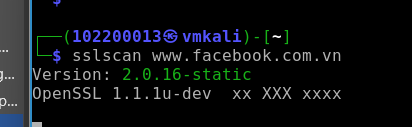 $
┌──(102200013㉿vmkali)-[~]
└─$ sslscan www.facebook.com.vn
Version: 2.0.16-static
OpenSSL 1.1.1u-dev  xx XXX xxxx
g...
p...